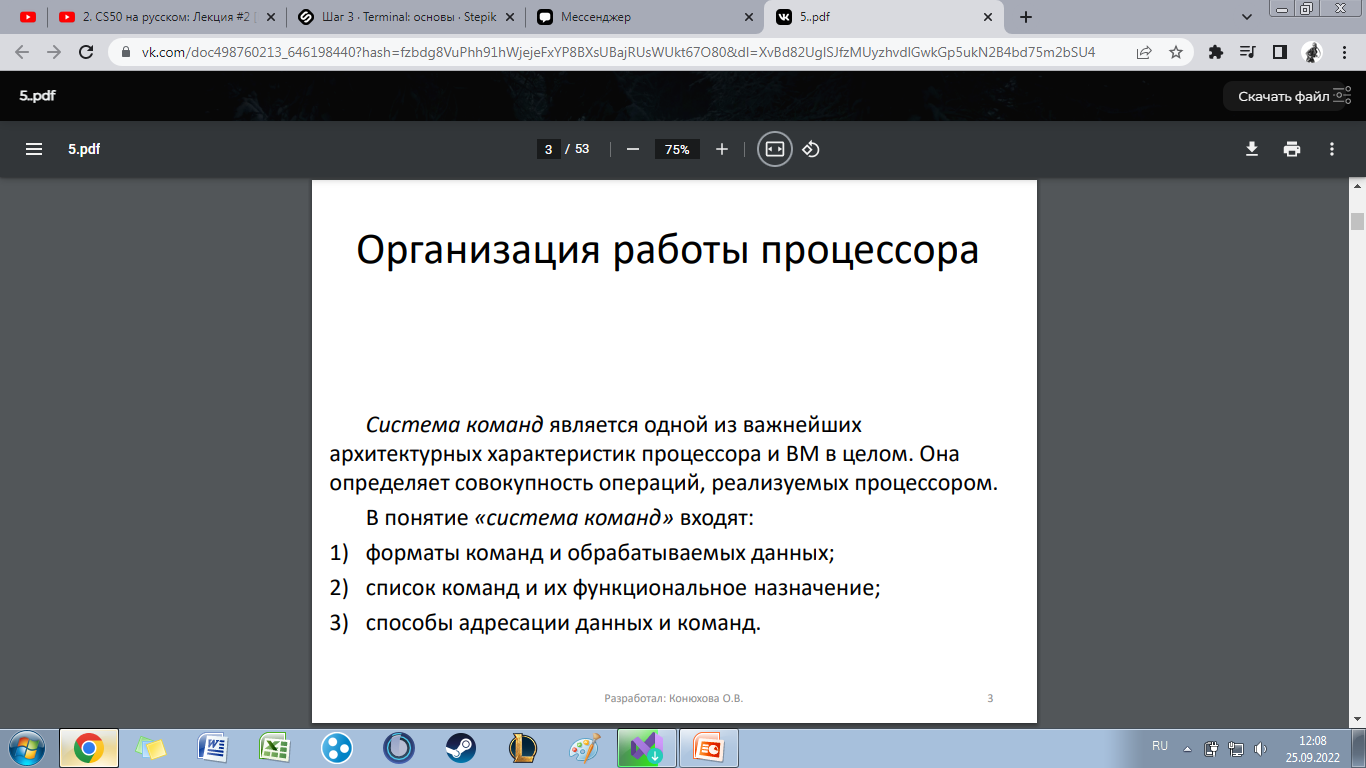 2. CS50 на русском: Лекция #2
Шаг 3 · Terminal: основы · Stepik
Мессенджер
5..pdf
vk.com/doc498760213_646198440?hash=fzbdg8VuPhh91hWjejeFxYP8BXsUBajRUsWUkt67O80&dl=XvBd82UgISJfzMUyzhvdlGwkGp5ukN2B4bd75m2bSU4
5..pdf
Скачать файл
5.pdf
3 / 53
75%
Организация работы процессора
Система команд является одной из важнейших
архитектурных характеристик процессора и ВМ в целом. Она
определяет совокупность операций, реализуемых процессором.
В понятие «система команд» входят:
1) форматы команд и обрабатываемых данных;
2) список команд и их функциональное назначение;
3) способы адресации данных и команд.
Разработал: Конюхова О.В.
3
RU
12:08
25.09.2022